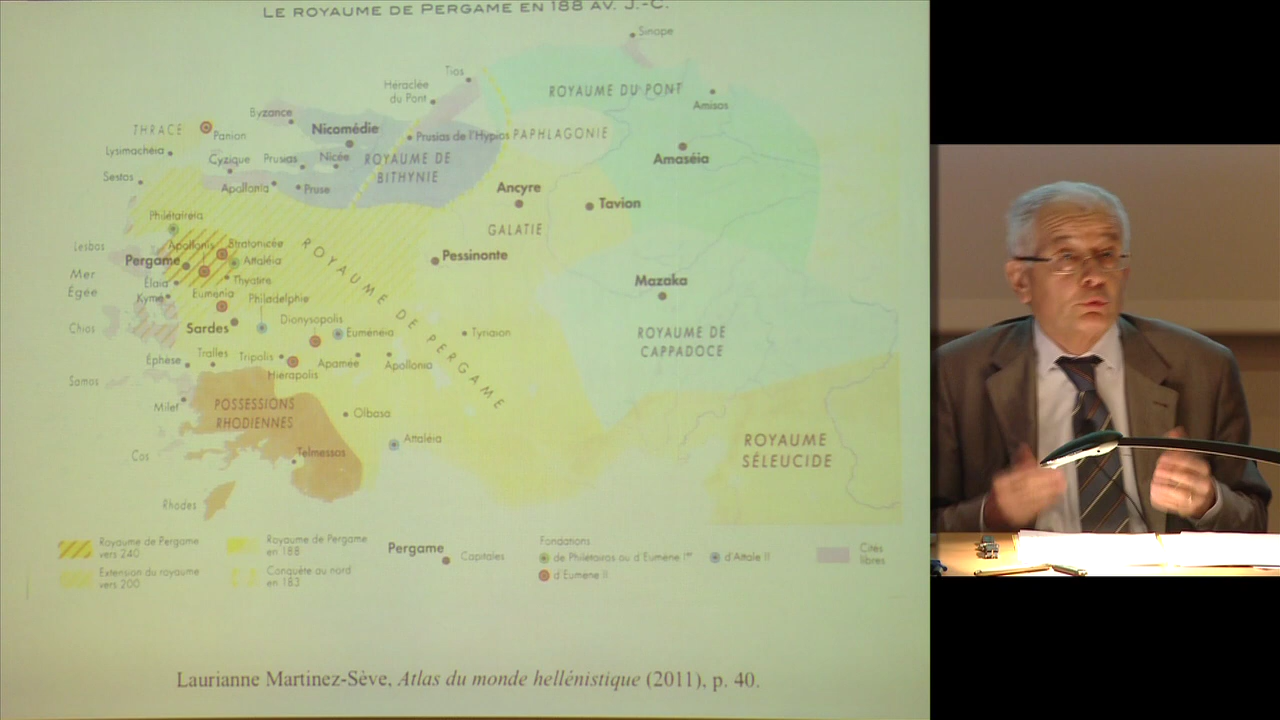 LE ROYAUME DE PERGAME EN 188 AV. J.-C.
Sinope
Tios
Héraclée
du Pont
ROYAUME DU PONT
Amisos
Byzance
THRACE
Panion
Nicomédie
Prusias de l'Hypios
PAPHLAGONIE
Lysimacheia
Cyzique
Prusias
Nicée
ROYAUME DE
BITHYNIE
Amaséia
Sestos
Apollonia
Pruse
Ancyre
Tavion
Philétaireia
GALATIE
Lesbos
Apollonis
Stratonicée
Pergame
Attaléia
Pessinonte
Mer
Égée
Élaia
Thyatire
Mazaka
Kymé
Eumenia
Philadelphie
ROYAUME DE PERGAME
Chios
Sardes
Dionysopolis
Euméneia
Tyriaion
ROYAUME DE
CAPPADOCE
Éphèse
Tralles
Tripolis
Apamée
Apollonia
Hierapolis
Samos
Milet
POSSESSIONS
RHODIENNES
Olbasa
Attaléia
ROYAUME
SÉLEUCIDE
Cos
Telmessos
Rhodes
Royaume de Pergame
vers 240
Royaume de Pergame
en 188
Pergame
Capitales
Fondations
de Philétairos ou d'Eumène Ier
d'Attale II
Cités
libres
Extension du royaume
vers 200
Conquête au nord
en 183
d'Eumène II
Laurianne Martinez-Sève, Atlas du monde hellénistique (2011), p. 40.